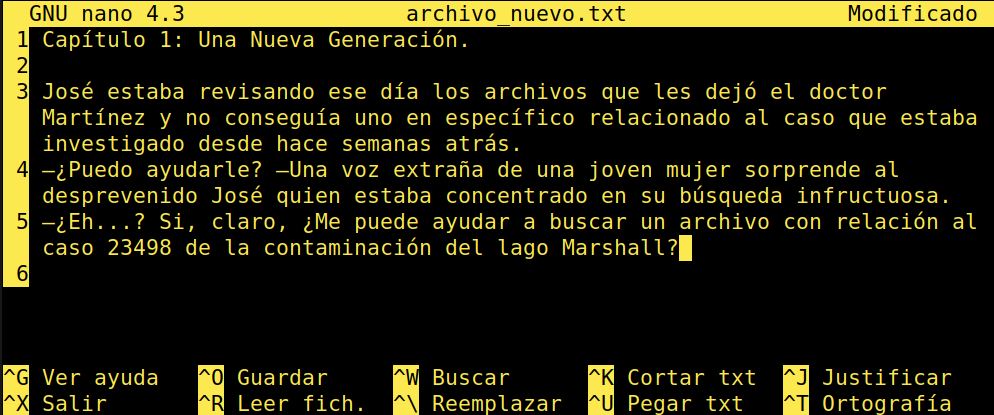 GNU nano 4.3 archivo_nuevo.txt Modificado
1 Capítulo 1: Una Nueva Generación.
2
3 José estaba revisando ese día los archivos que les dejó el doctor
Martínez y no conseguía uno en específico relacionado al caso que estaba
investigado desde hace semanas atrás.
4 —¿Puedo ayudarle? —Una voz extraña de una joven mujer sorprende al
desprevenido José quien estaba concentrado en su búsqueda infructuosa.
5 —¿Eh...? Si, claro, ¿Me puede ayudar a buscar un archivo con relación al
caso 23498 de la contaminación del lago Marshall?
6
^G Ver ayuda ^O Guardar ^W Buscar ^K Cortar txt ^J Justificar
^X Salir ^R Leer fich. ^\ Reemplazar ^U Pegar txt ^T Ortografía